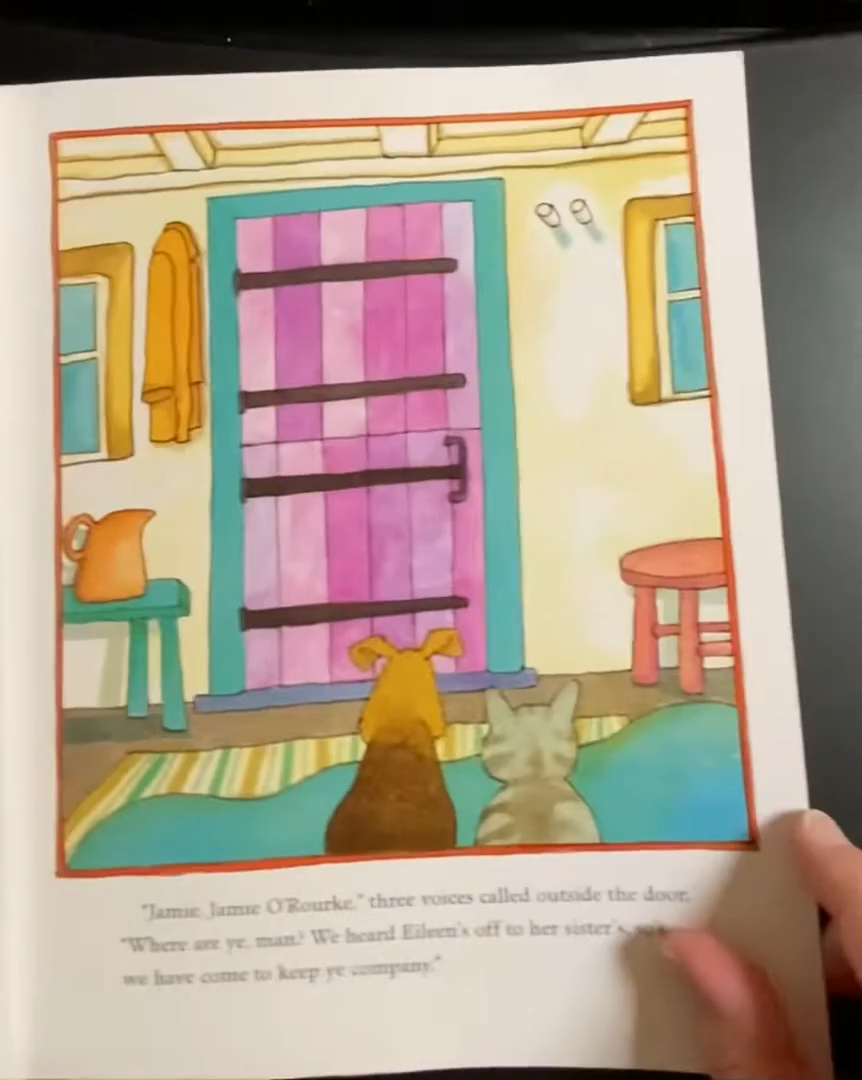 "Jamie, Jamie O'Rourke," three voices called outside the door.
"Where are ye, man? We heard Eileen's off to her sister's, so
we have come to keep ye company."